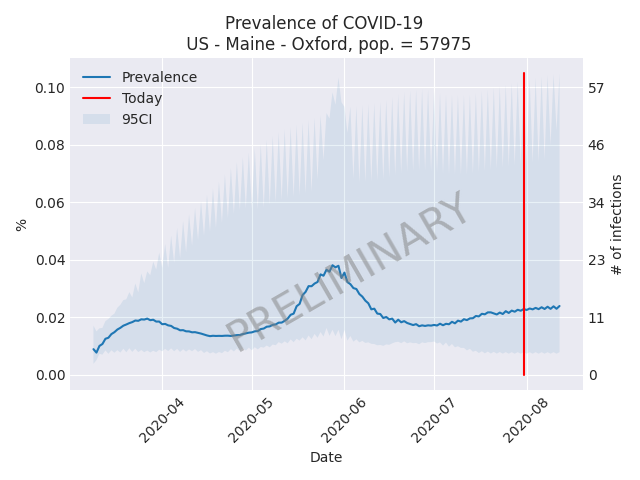 Prevalence of COVID-19
US - Maine - Oxford, pop. = 57975
Prevalence
Today
95CI
0.10
0.08
0.06
0.04
0.02
0.00
%
57
46
34
23
11
0
# of infections
PRELIMINARY
2020-04
2020-05
2020-06
2020-07
2020-08
Date